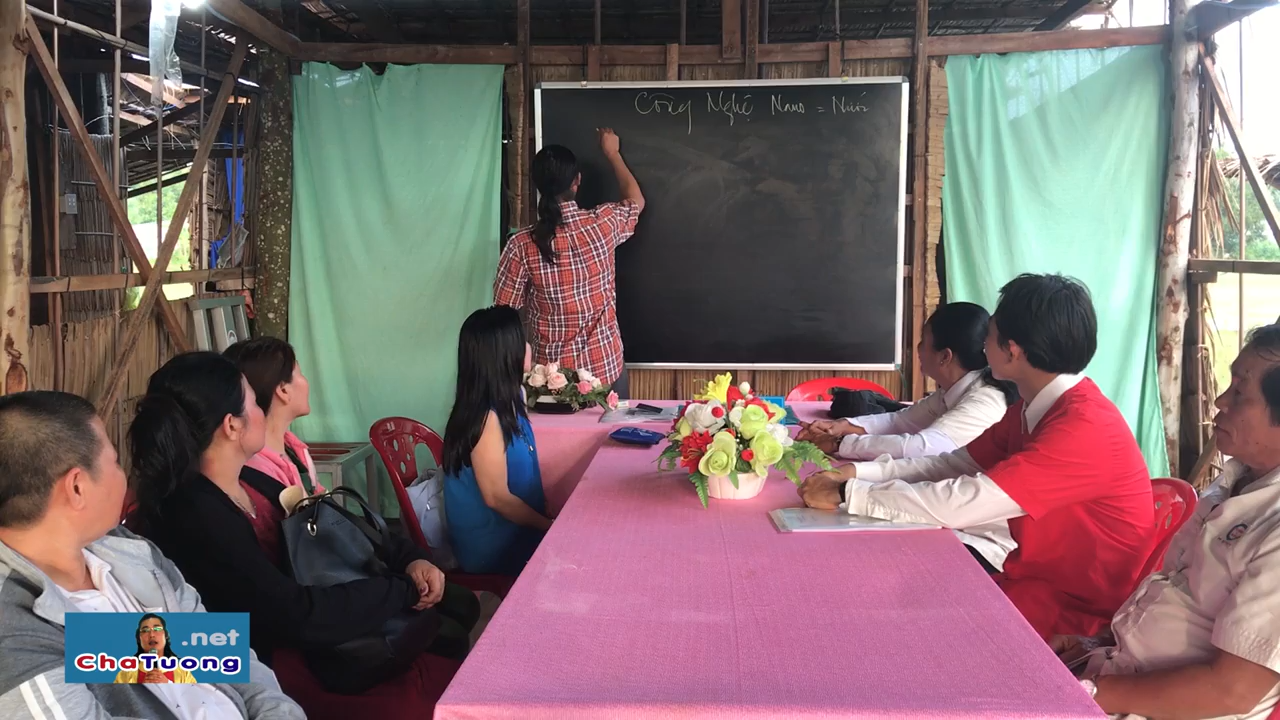 Công Nghệ Nano = Nước
.net
ChaTuong